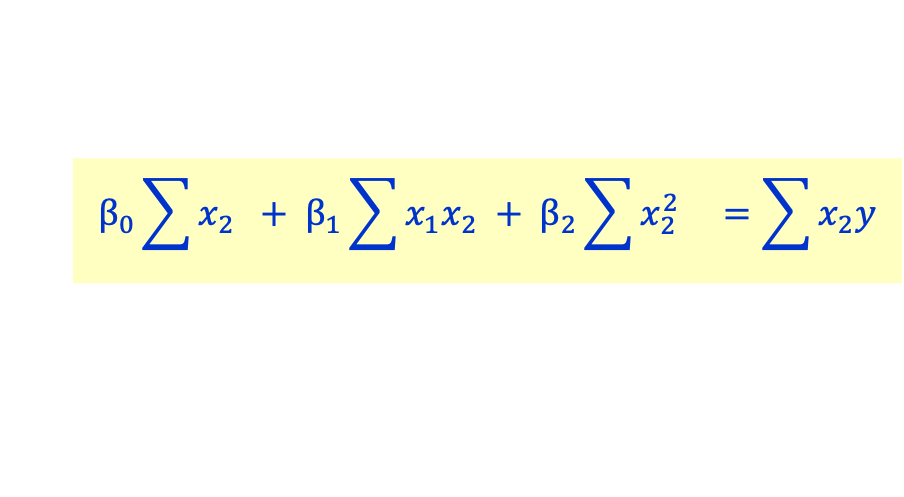 β₀∑x₂ + β₁∑x₁x₂ + β₂∑x₂² = ∑x₂y